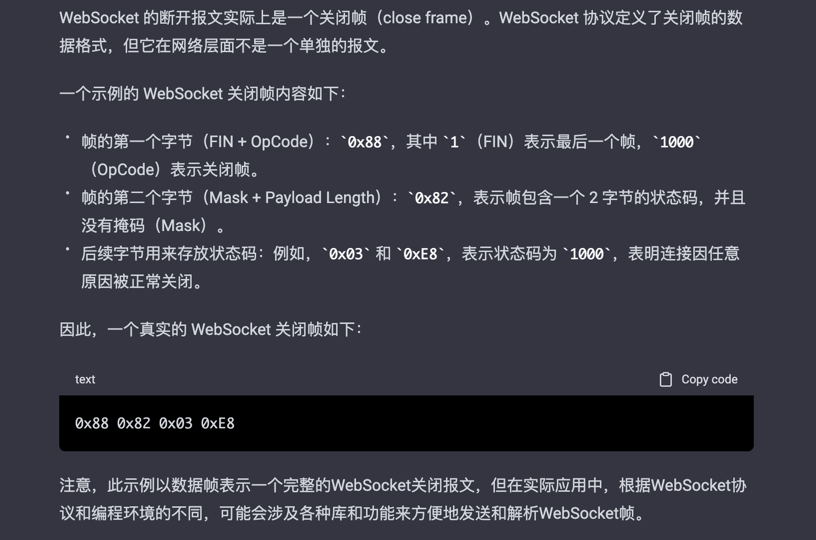 WebSocket 的断开报文实际上是一个关闭帧（close frame）。WebSocket 协议定义了关闭帧的数
据格式，但它在网络层面不是一个单独的报文。
一个示例的 WebSocket 关闭帧内容如下：
• 帧的第一个字节（FIN + OpCode）：`0x88`，其中 `1`（FIN）表示最后一个帧，`1000`
（OpCode）表示关闭帧。
• 帧的第二个字节（Mask + Payload Length）：`0x82`，表示帧包含一个 2 字节的状态码，并且
没有掩码（Mask）。
• 后续字节用来存放状态码：例如，`0x03` 和 `0xE8`，表示状态码为 `1000`，表明连接因任意
原因被正常关闭。
因此，一个真实的 WebSocket 关闭帧如下：
text Copy code
0x88 0x82 0x03 0xE8
注意，此示例以数据帧表示一个完整的WebSocket关闭报文，但在实际应用中，根据WebSocket协
议和编程环境的不同，可能会涉及各种库和功能来方便地发送和解析WebSocket帧。